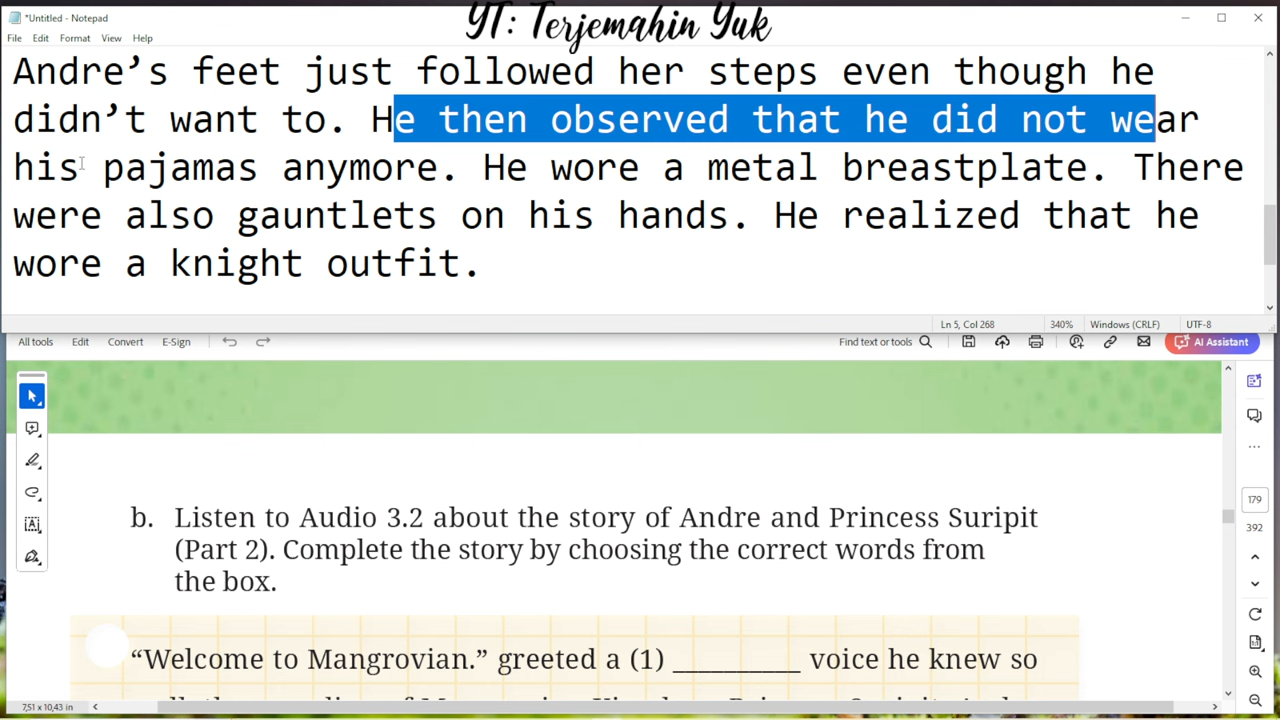 *Untitled - Notepad
YT: Terjemahin Yuk
File Edit Format View Help
Andre’s feet just followed her steps even though he
didn’t want to. He then observed that he did not wear
his pajamas anymore. He wore a metal breastplate. There
were also gauntlets on his hands. He realized that he
wore a knight outfit.
Ln 5, Col 268 340% Windows (CRLF) UTF-8
All tools Edit Convert E-Sign Find text or tools AI Assistant
b. Listen to Audio 3.2 about the story of Andre and Princess Suripit
(Part 2). Complete the story by choosing the correct words from
the box.
179
392
“Welcome to Mangrovian.” greeted a (1) __________ voice he knew so
7,51 x 10,43 in